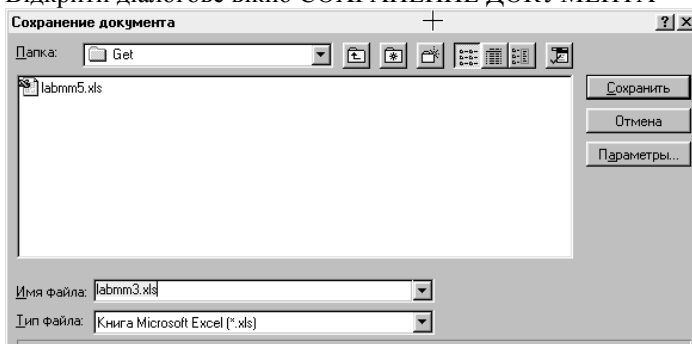 Відкрити діалогове вікно СОХРАНЕНИЕ ДОКУМЕНТА
Сохранение документа
Папка: Get
labmm5.xls
Сохранить
Отмена
Параметры...
Имя файла: labmm3.xls
Тип файла: Книга Microsoft Excel (*.xls)